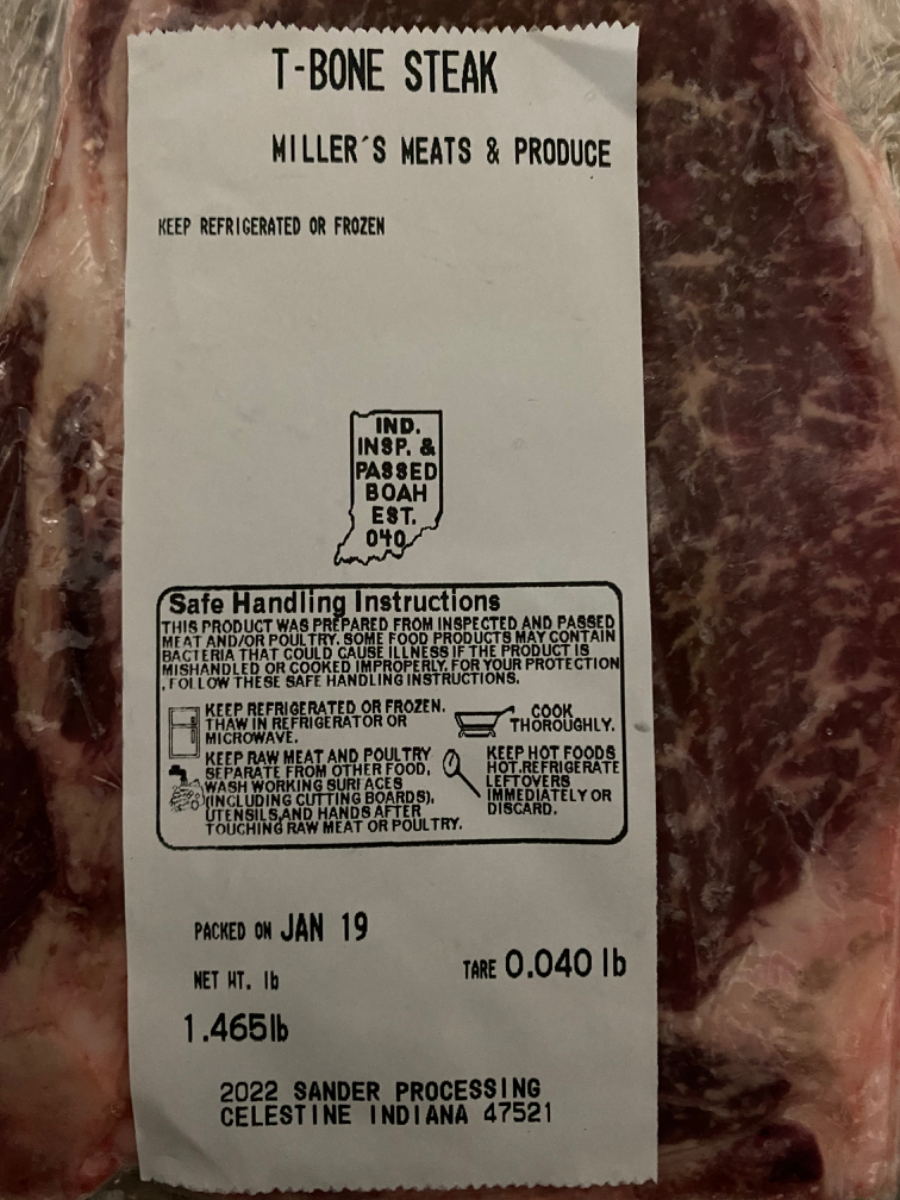 T-BONE STEAK
MILLER´S MEATS & PRODUCE
KEEP REFRIGERATED OR FROZEN
IND.
INSP. &
PASSED
BOAH
EST.
040
Safe Handling Instructions
THIS PRODUCT WAS PREPARED FROM INSPECTED AND PASSED
MEAT AND/OR POULTRY. SOME FOOD PRODUCTS MAY CONTAIN
BACTERIA THAT COULD CAUSE ILLNESS IF THE PRODUCT IS
MISHANDLED OR COOKED IMPROPERLY. FOR YOUR PROTECTION
, FOLLOW THESE SAFE HANDLING INSTRUCTIONS.
KEEP REFRIGERATED OR FROZEN.
THAW IN REFRIGERATOR OR
MICROWAVE.
COOK
THOROUGHLY.
KEEP RAW MEAT AND POULTRY
SEPARATE FROM OTHER FOOD,
WASH WORKING SURFACES
(INCLUDING CUTTING BOARDS),
UTENSILS,AND HANDS AFTER
TOUCHING RAW MEAT OR POULTRY.
KEEP HOT FOODS
HOT.REFRIGERATE
LEFTOVERS
IMMEDIATELY OR
DISCARD.
PACKED ON JAN 19
TARE 0.040 lb
NET WT. lb
1.465lb
2022 SANDER PROCESSING
CELESTINE INDIANA 47521